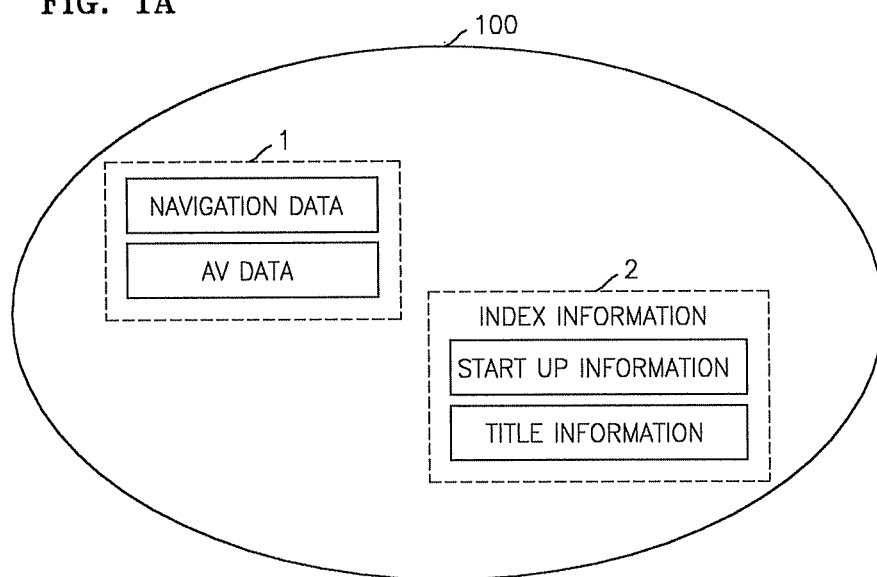 FIG. 1A
100
1
NAVIGATION DATA
AV DATA
2
INDEX INFORMATION
START UP INFORMATION
TITLE INFORMATION